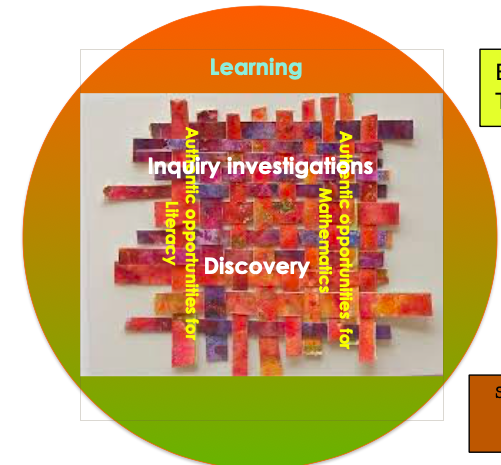 Learning
Inquiry investigations
Authentic opportunities for
Literacy
Authentic opportunities for
Mathematics
Discovery